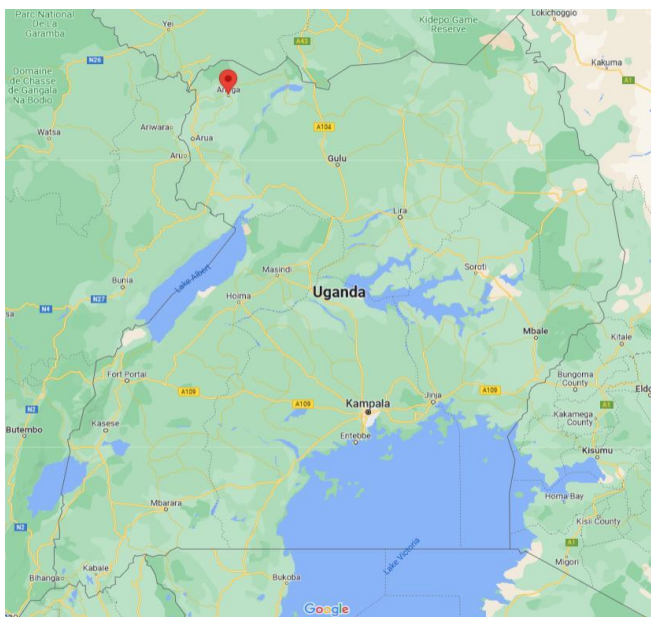 Parc National
De La
Garamba
Yei
Kidepo Game
Reserve
Lokichoggio
A43
N26
Kakuma
A1
Domaine
de Chasse
de Gangala
Na Bodio
Watsa
Ariwara
Arua
Aru
A104
Gulu
Lira
Lake Albert
Bunia
N27
N4
Masindi
Hoima
Uganda
Soroti
Mbale
Kitale
Fort Portal
A109
A109
Kampala
Jinja
A109
Bungoma
County
A1
Kakamega
County
N2
Butembo
Kasese
Entebbe
Kisumu
Homa Bay
Kisii County
Mbarara
N2
A1
Migori
Kabale
Bihanga
Bukoba
Lake Victoria
Google